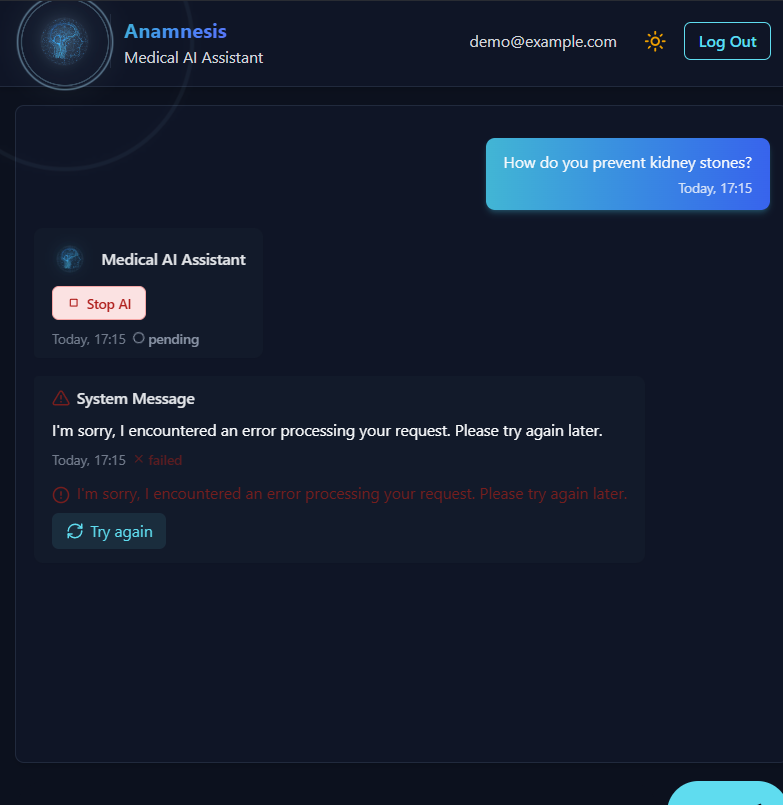 Anamnesis
Medical AI Assistant
demo@example.com
Log Out
How do you prevent kidney stones?
Today, 17:15
Medical AI Assistant
Stop AI
Today, 17:15 pending
System Message
I'm sorry, I encountered an error processing your request. Please try again later.
Today, 17:15 × failed
I'm sorry, I encountered an error processing your request. Please try again later.
Try again